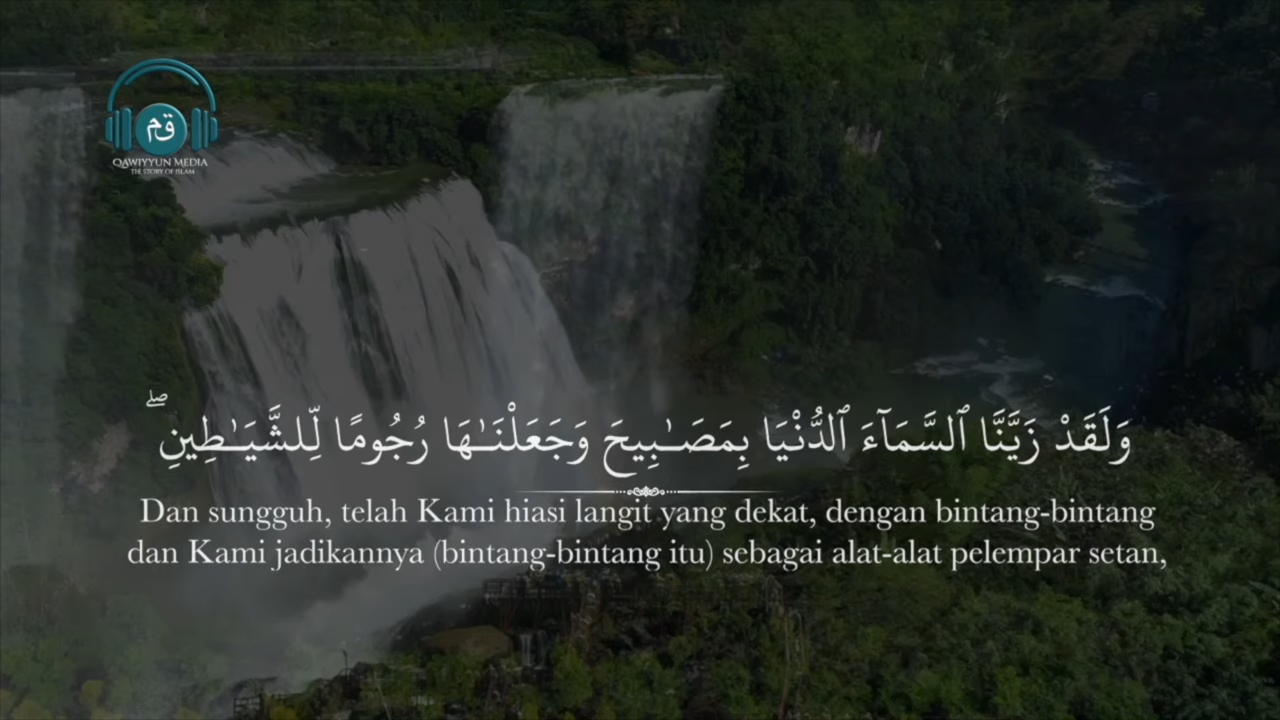 قم
QAWIYYUN MEDIA
THE STORY OF ISLAM
وَلَقَدْ زَيَّنَّا ٱلسَّمَآءَ ٱلدُّنْيَا بِمَصَـٰبِيحَ وَجَعَلْنَـٰهَا رُجُومًا لِّلشَّيَـٰطِينِ ۖ
Dan sungguh, telah Kami hiasi langit yang dekat, dengan bintang-bintang
dan Kami jadikannya (bintang-bintang itu) sebagai alat-alat pelempar setan,